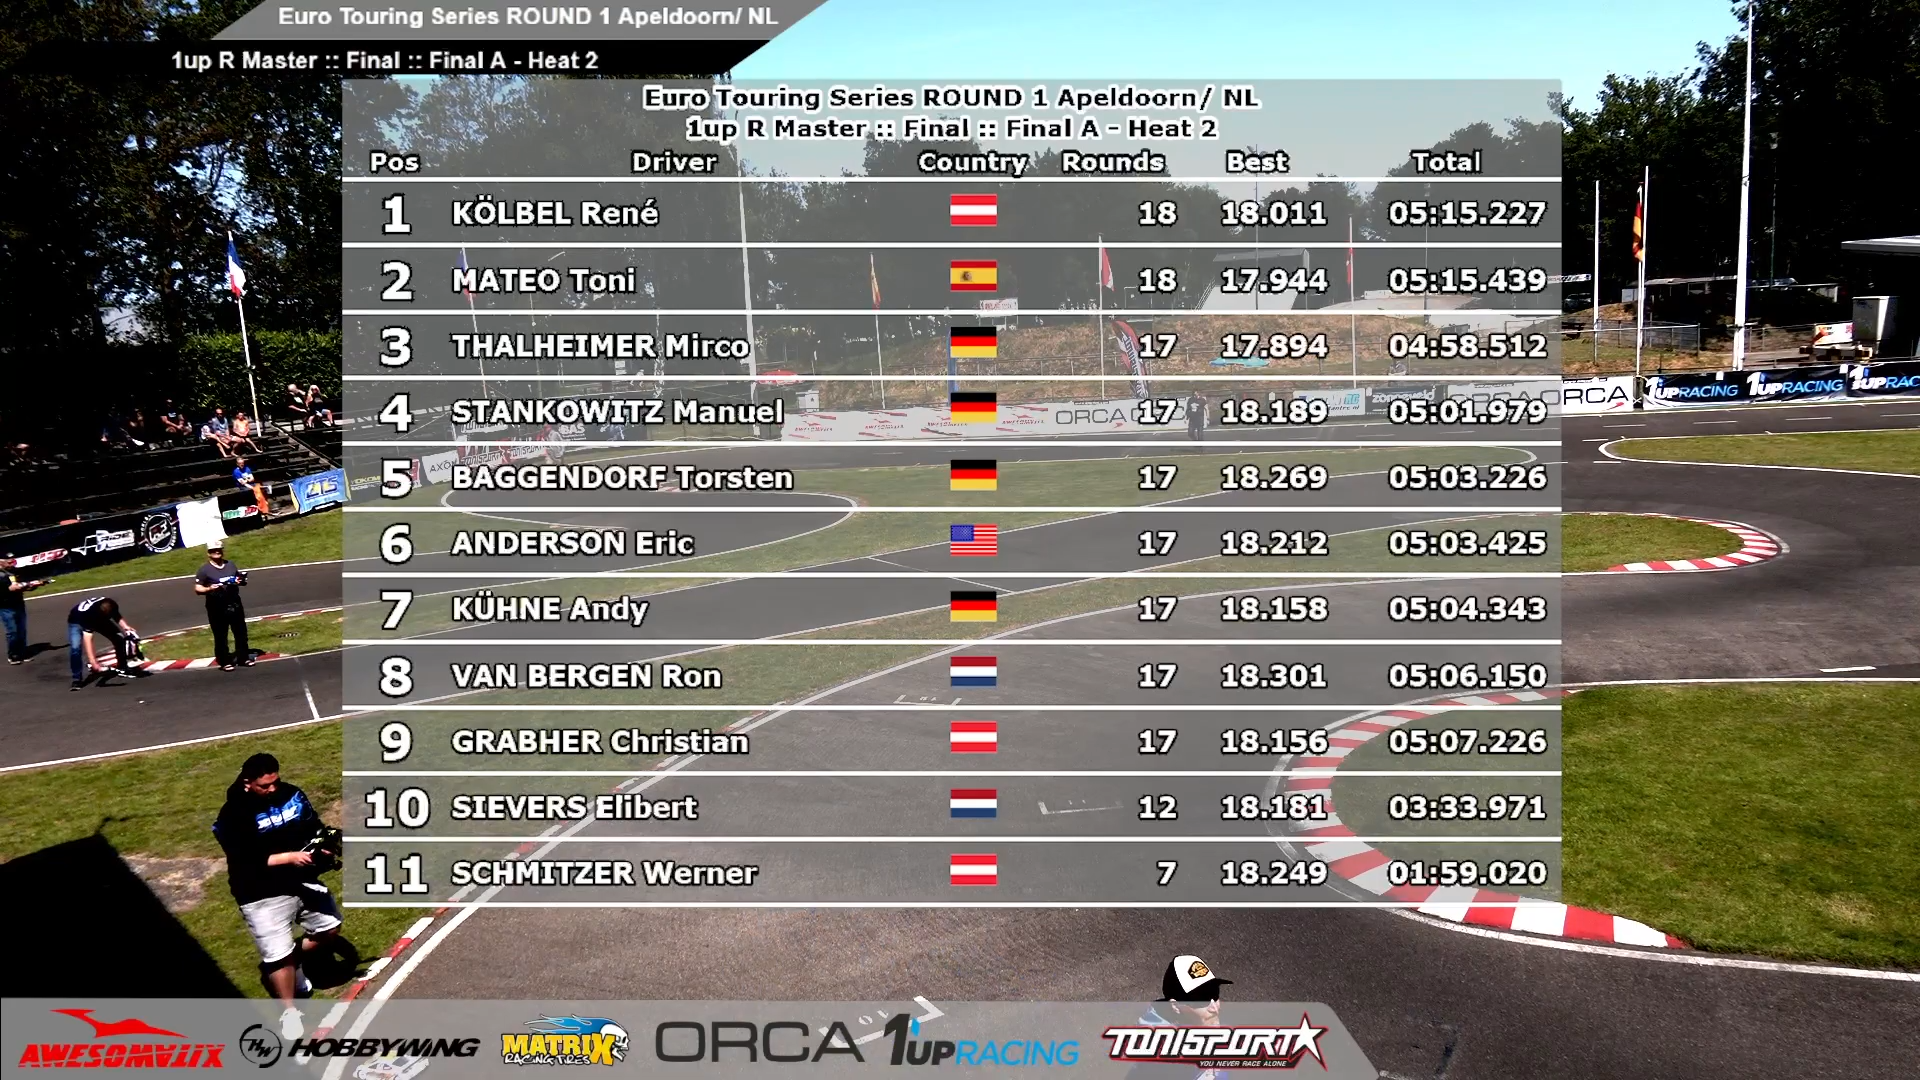 Euro Touring Series ROUND 1 Apeldoorn/ NL
1up R Master :: Final :: Final A - Heat 2
Euro Touring Series ROUND 1 Apeldoorn/ NL
1up R Master :: Final :: Final A - Heat 2
Pos Driver Country Rounds Best Total
1 KÖLBEL René 18 18.011 05:15.227
2 MATEO Toni 18 17.944 05:15.439
3 THALHEIMER Mirco 17 17.894 04:58.512
4 STANKOWITZ Manuel 17 18.189 05:01.979
5 BAGGENDORF Torsten 17 18.269 05:03.226
6 ANDERSON Eric 17 18.212 05:03.425
7 KÜHNE Andy 17 18.158 05:04.343
8 VAN BERGEN Ron 17 18.301 05:06.150
9 GRABHER Christian 17 18.156 05:07.226
10 SIEVERS Elibert 12 18.181 03:33.971
11 SCHMITZER Werner 7 18.249 01:59.020
ORCA
ORCA
1UPRACING 1UPRACING
10
AWESOMATIX HOBBYWING MATRIX RACING TIRES ORCA 1UPRACING TONISPORT
YOU NEVER RACE ALONE